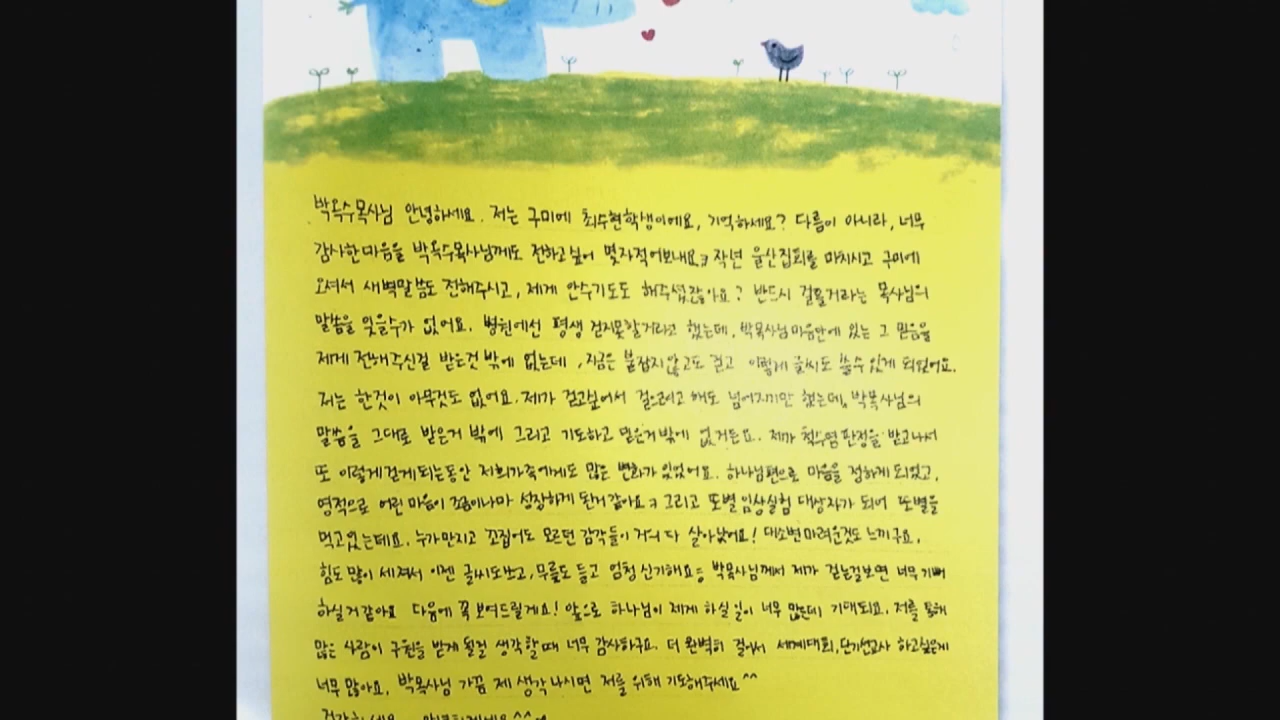 박옥수목사님 안녕하세요. 저는 구미에 최수현학생이에요, 기억하세요? 다름이 아니라, 너무
감사한마음을 박옥수목사님께도 전하고싶어 몇자적어보내요ㅋ 작년 울산집회를 마치시고 구미에
오셔서 새벽말씀도 전해주시고, 제게 안수기도도 해주셨잖아요? 반드시 걸을거라는 목사님의
말씀을 잊을수가 없어요. 병원에선 평생 걷지못할거라고 했는데, 박목사님마음안에 있는 그 믿음을
제게 전해주신걸 받은것 밖에 없는데, 지금은 붙잡지않고도 걷고 이렇게 글씨도 쓸수있게 되었어요.
저는 한것이 아무것도 없어요. 제가 걷고싶어서 걸으려고 해도 넘어지기만 했는데, 박목사님의
말씀을 그대로 받은거 밖에 그리고 기도하고 믿은거밖에 없거든요. 제가 척수염판정을 받고나서
또 이렇게걷게되는동안 저희가족에게도 많은 변화가 있었어요. 하나님편으로 마음을 정하게 되었고,
영적으로 어린 마음이 조금이나마 성장하게 된거같아요ㅋ 그리고 또별 임상실험 대상자가 되어 또별을
먹고있는데요. 누가만지고 꼬집어도 모르던 감각들이 거의 다 살아났어요! 대소변마려운것도 느끼구요,
힘도 많이 세져서 이젠 글씨도쓰고, 무릎도 들고 엄청 신기해요ㅎ 박목사님께서 제가 걷는걸보면 너무기뻐
하실거같아요 다음에 꼭 보여드릴게요! 앞으로 하나님이 제게 하실일이 너무 많은데 기대되요. 저를 통해
많은 사람이 구원을 받게 될걸 생각할때 너무 감사하구요. 더 완벽히 걸어서 세계대회, 단기선교사 하고싶은게
너무 많아요, 박목사님 가끔 제 생각나시면 저를 위해 기도해주세요^^